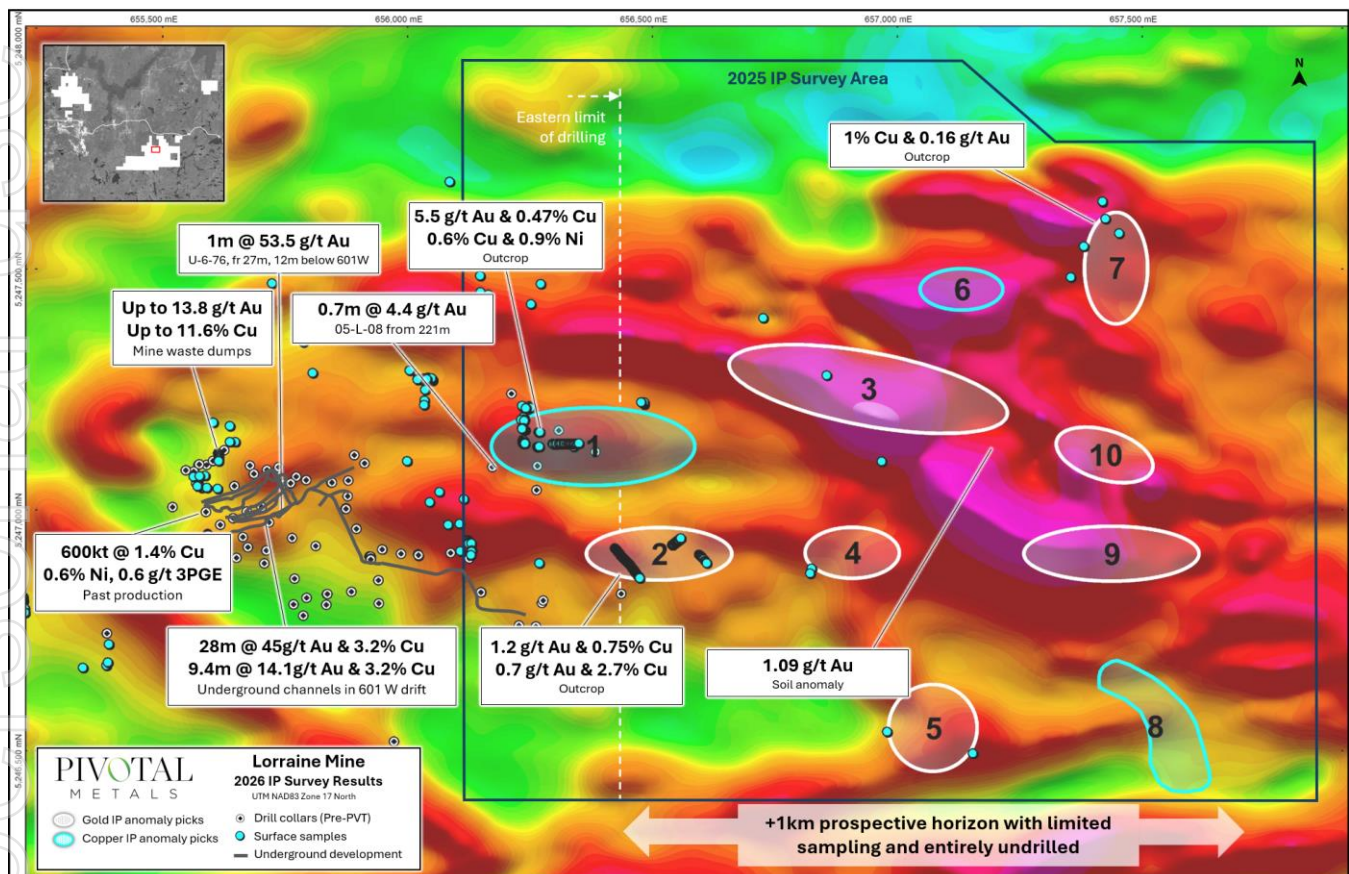 655,500 mE
656,000 mE
656,500 mE
657,000 mE
657,500 mE
5,248,000 mN
5,247,500 mN
5,247,000 mN
5,246,500 mN
2025 IP Survey Area
N
Eastern limit
of drilling
1% Cu & 0.16 g/t Au
Outcrop
5.5 g/t Au & 0.47% Cu
0.6% Cu & 0.9% Ni
Outcrop
1m @ 53.5 g/t Au
U-6-76, fr 27m, 12m below 601W
0.7m @ 4.4 g/t Au
05-L-08 from 221m
Up to 13.8 g/t Au
Up to 11.6% Cu
Mine waste dumps
7
6
3
1
10
2
4
9
600kt @ 1.4% Cu
0.6% Ni, 0.6 g/t 3PGE
Past production
28m @ 45g/t Au & 3.2% Cu
9.4m @ 14.1g/t Au & 3.2% Cu
Underground channels in 601 W drift
1.2 g/t Au & 0.75% Cu
0.7 g/t Au & 2.7% Cu
Outcrop
1.09 g/t Au
Soil anomaly
5
8
PIVOTAL
METALS
Lorraine Mine
2026 IP Survey Results
UTM NAD83 Zone 17 North
Gold IP anomaly picks
Copper IP anomaly picks
Drill collars (Pre-PVT)
Surface samples
Underground development
+1km prospective horizon with limited
sampling and entirely undrilled